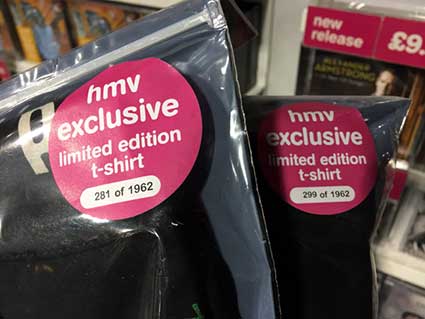 hmv
exclusive
limited edition
t-shirt
281 of 1962
hmv
exclusive
limited edition
t-shirt
299 of 1962
new
release
£9.
ALEXANDER
ARMSTRONG